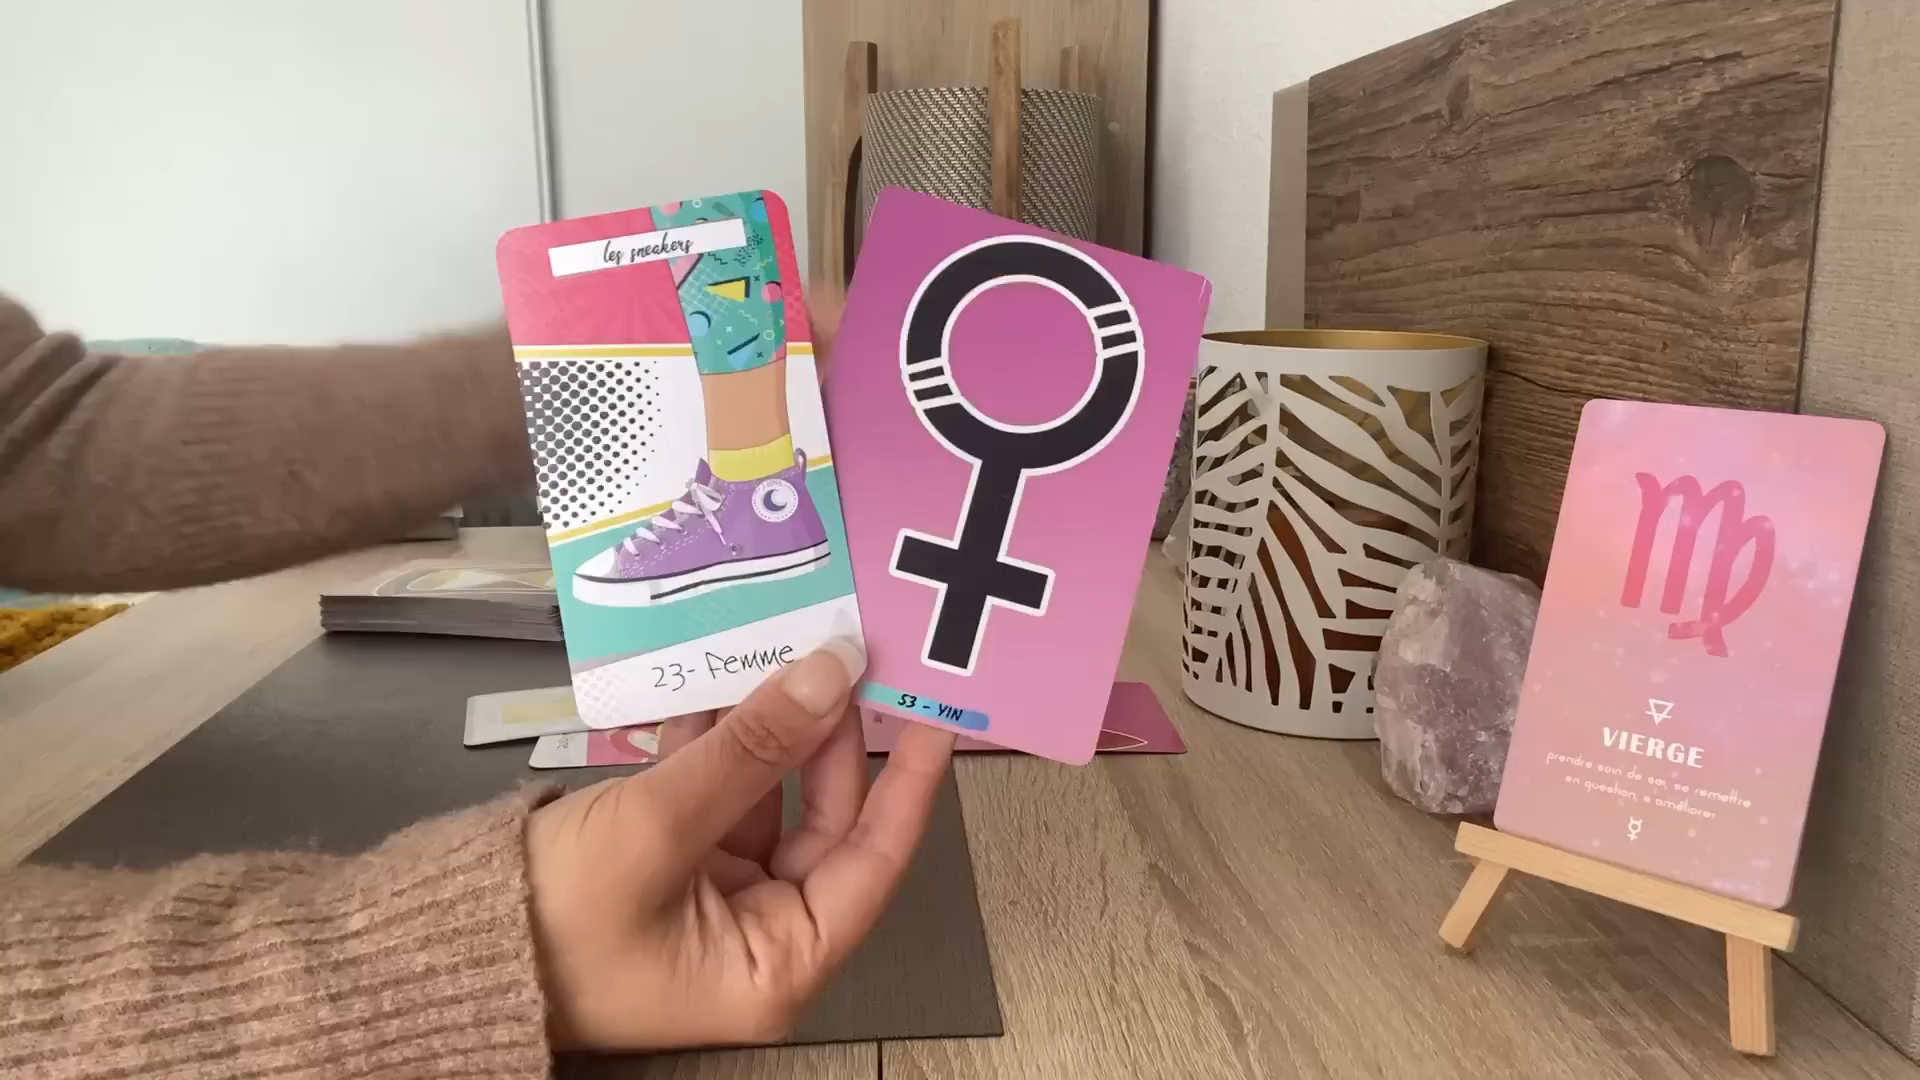 les sneakers
23- Femme
53 - YIN
VIERGE
prendre soin de soi, se remettre
en question, s'améliorer